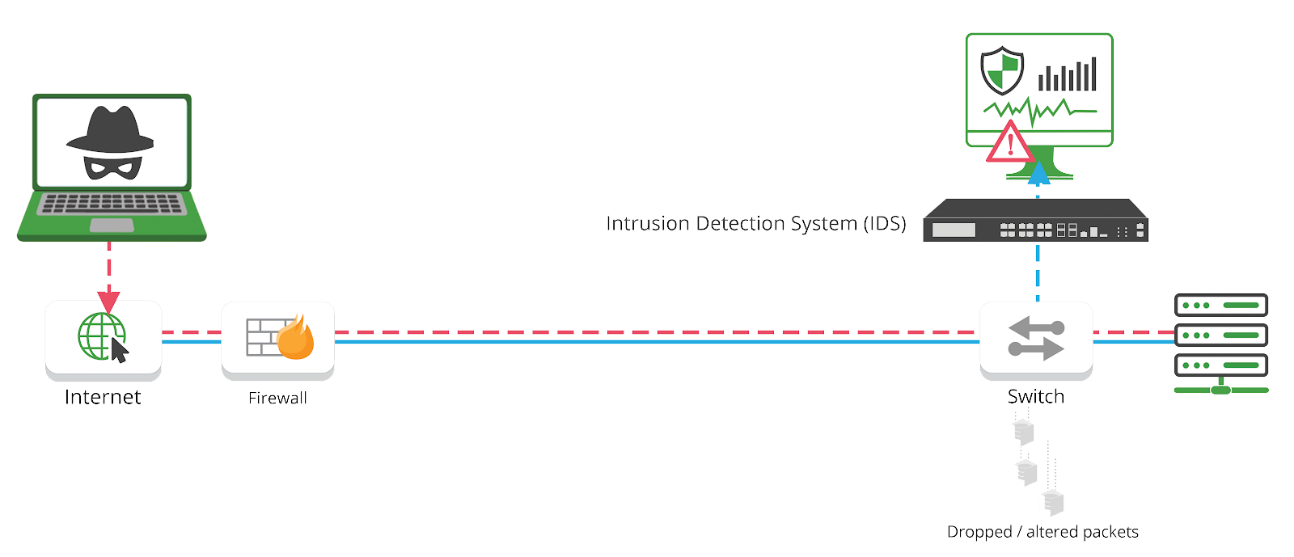 Intrusion Detection System (IDS)
Internet
Firewall
Switch
Dropped / altered packets